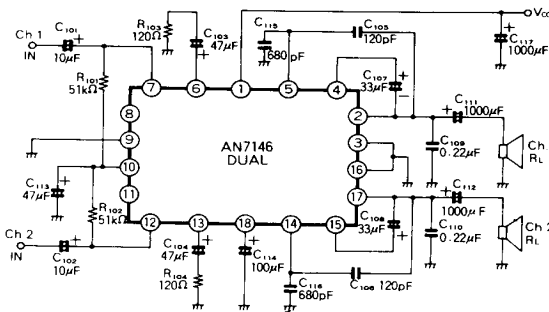 Ch 1
IN
C101
10μF
R103
120Ω
C103
47μF
C115
680pF
C105
120pF
Vcc
C117
1000μF
R101
51kΩ
C107
33μF
C111
1000μF
7
6
1
5
4
8
9
10
11
AN7146
DUAL
2
3
16
17
C109
0.22μF
Ch.1
RL
C113
47μF
R102
51kΩ
C112
1000μF
Ch 2
IN
C102
10μF
12
13
18
14
15
C104
47μF
R104
120Ω
C114
100μF
C108
33μF
C110
0.22μF
Ch 2
RL
C116
680pF
C106 120pF